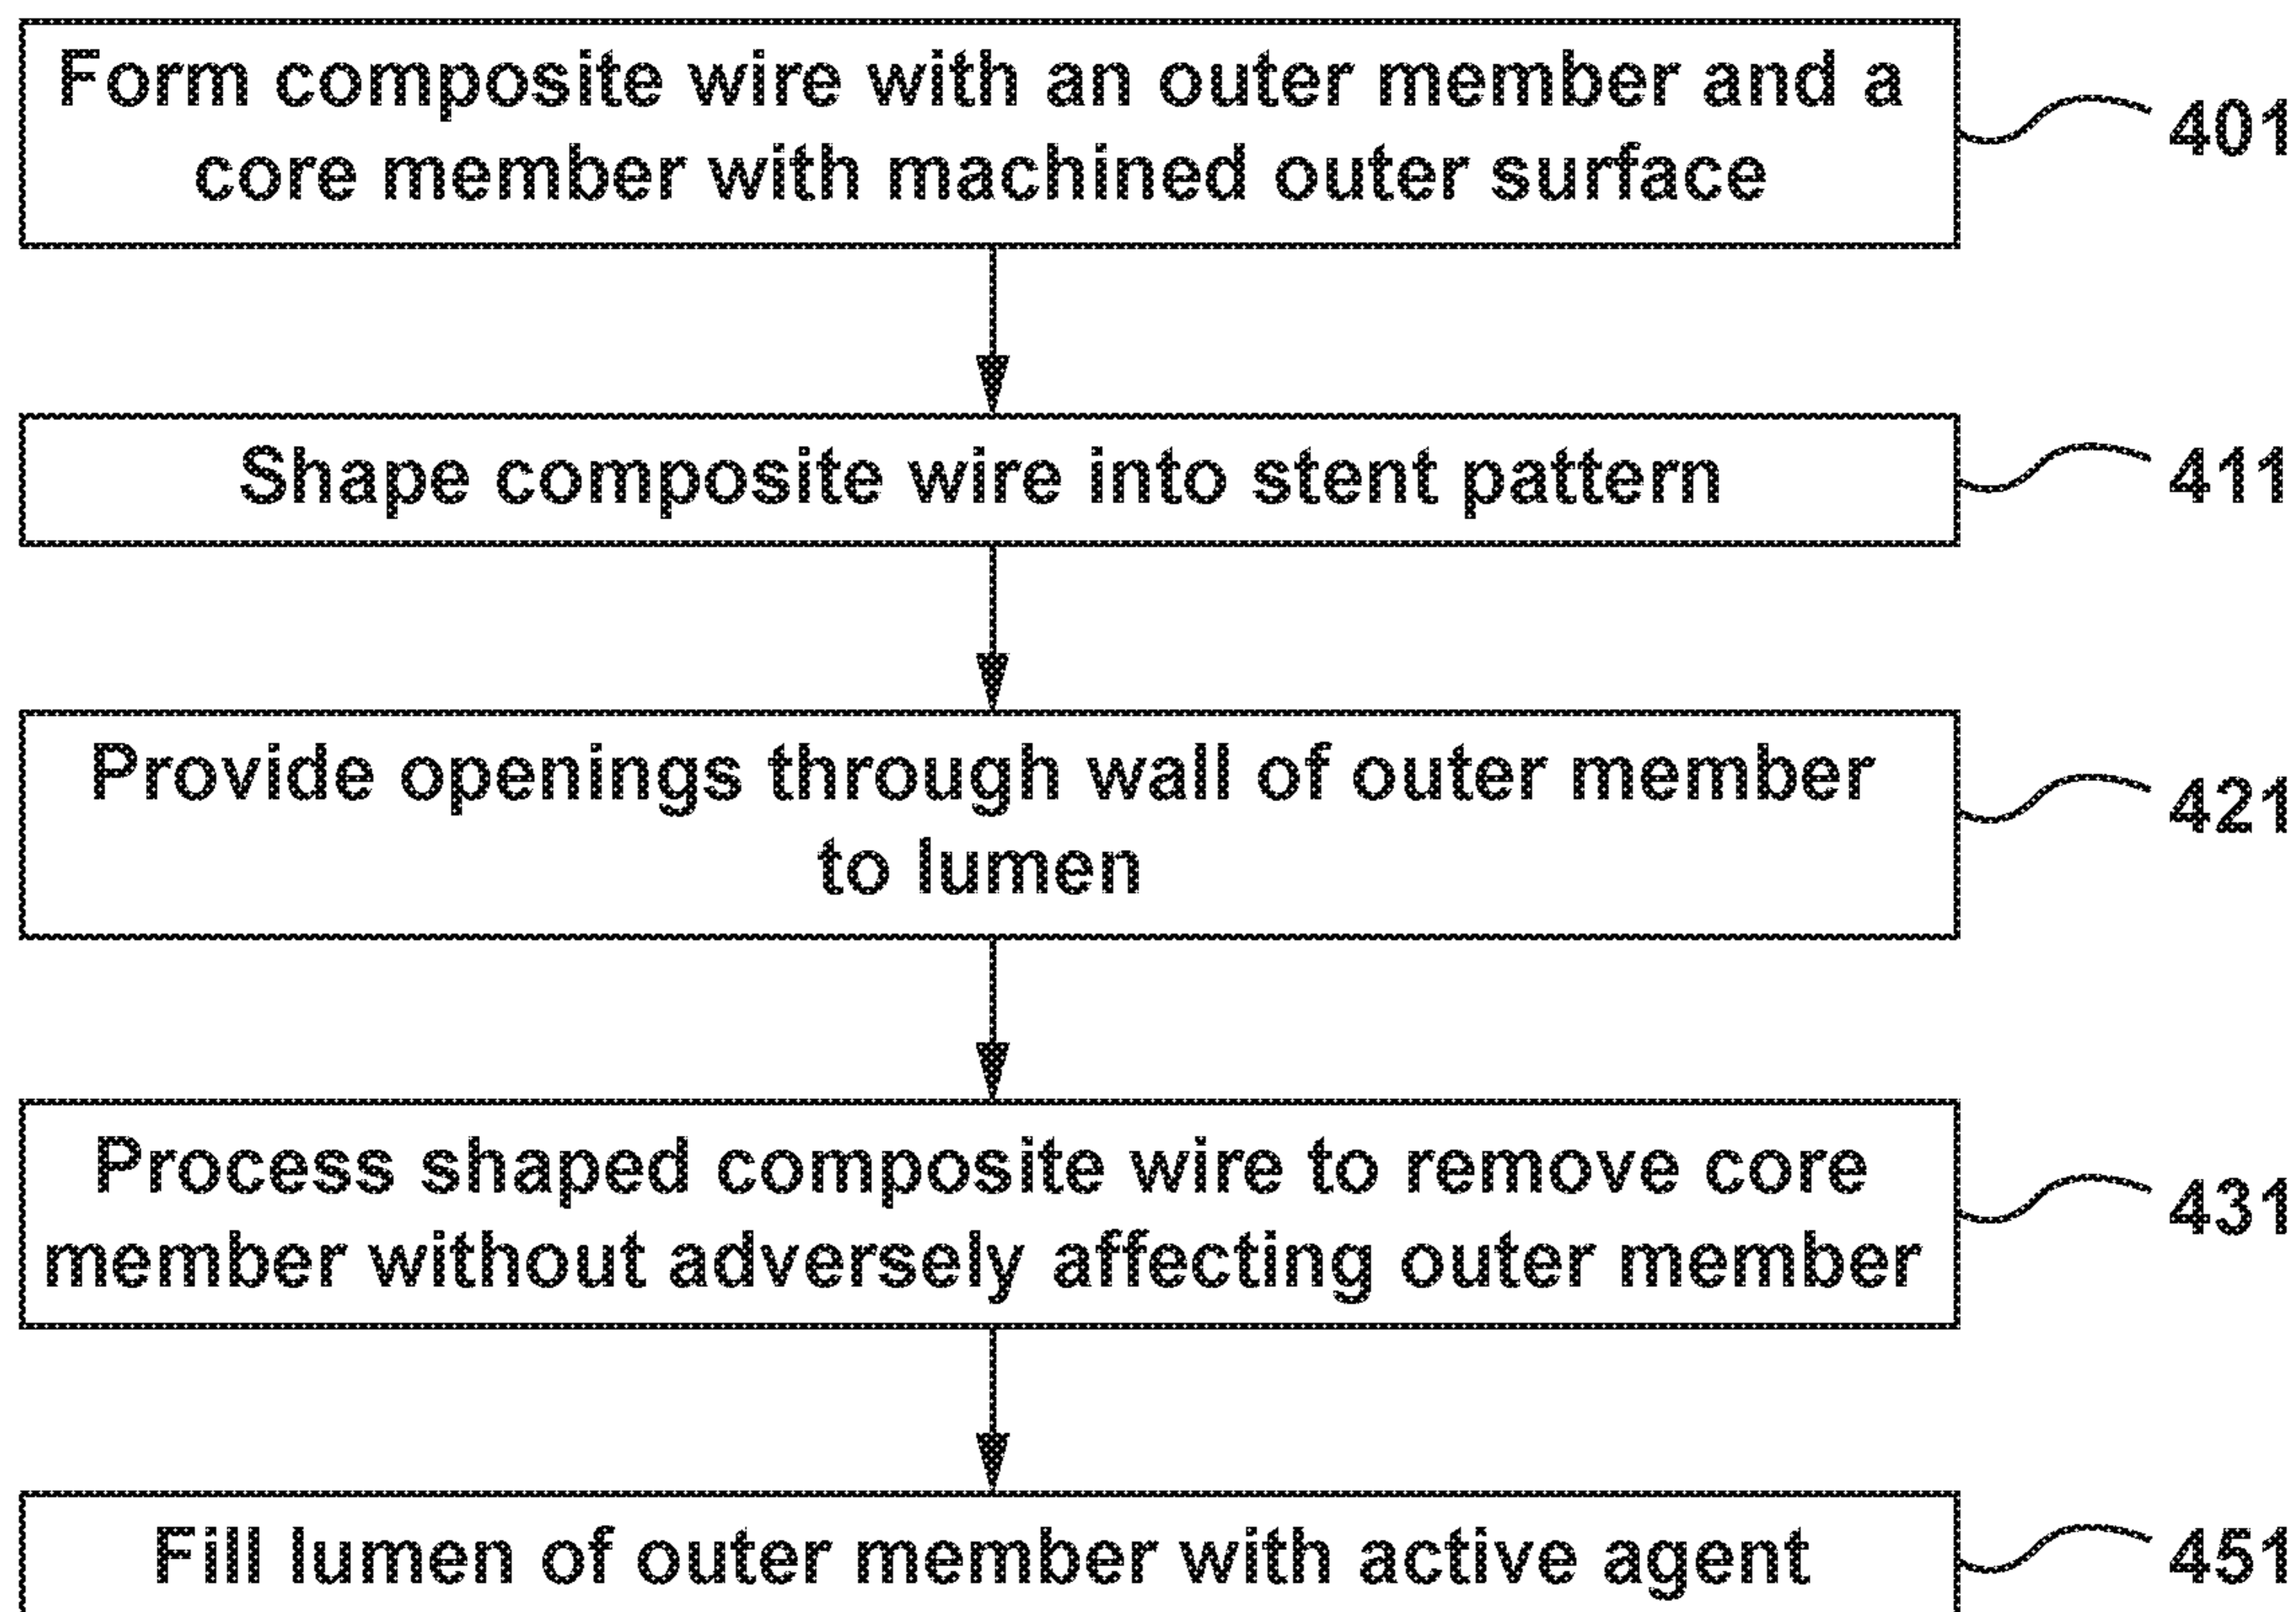 Form composite wire with an outer member and a
core member with machined outer surface
401
Shape composite wire into stent pattern
411
Provide openings through wall of outer member
to lumen
421
Process shaped composite wire to remove core
member without adversely affecting outer member
431
Fill lumen of outer member with active agent
451